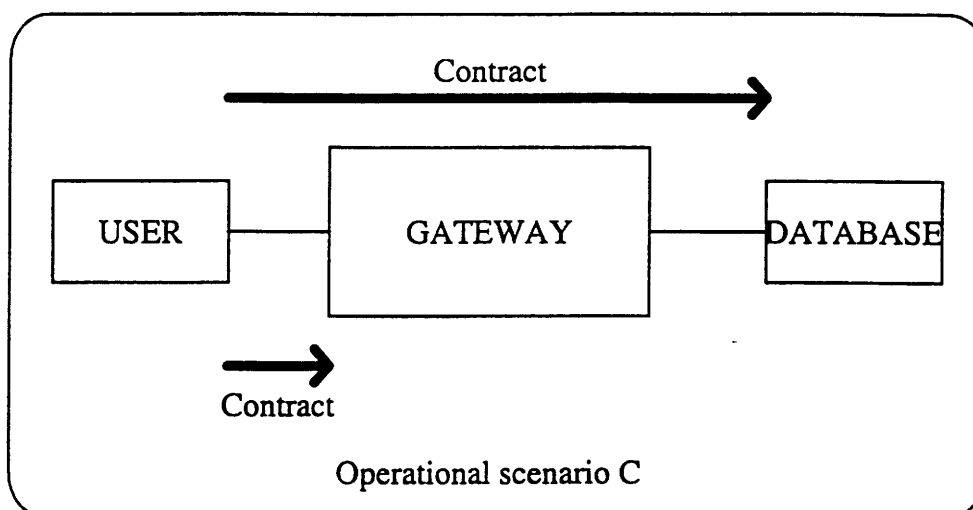 Contract
USER
GATEWAY
DATABASE
Contract
Operational scenario C